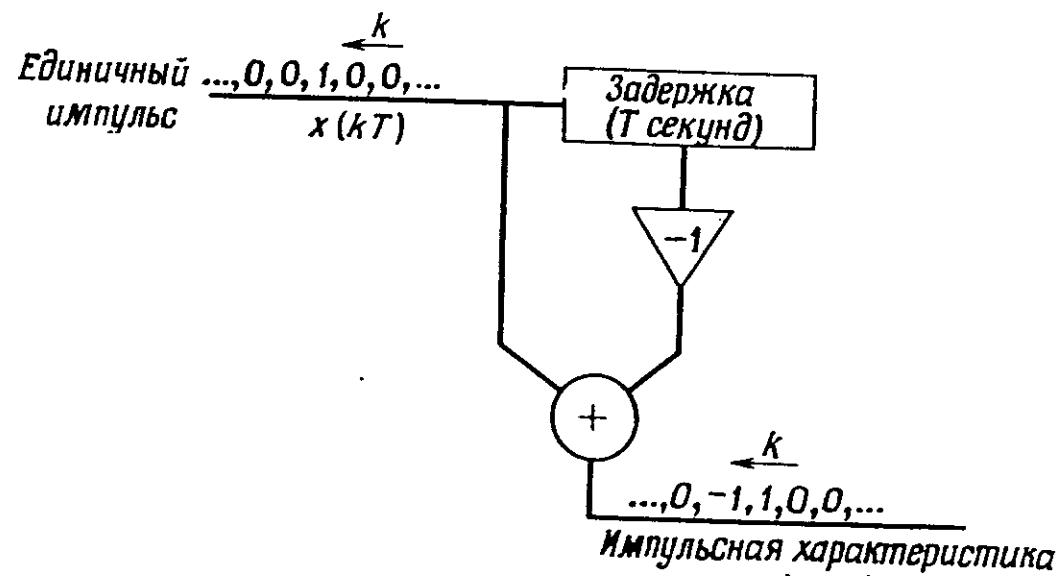 k
Единичный
импульс
...,0,0,1,0,0,...
x(kT)
Задержка
(T секунд)
-1
+
k
...,0,-1,1,0,0,...
Импульсная характеристика